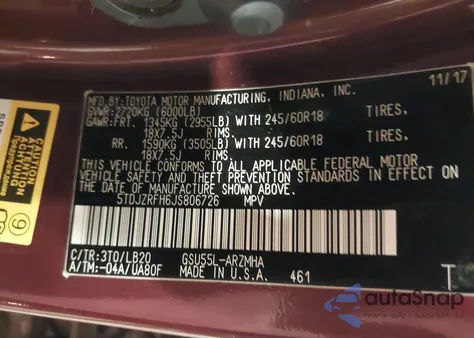 11/17
MFD.BY:TOYOTA MOTOR MANUFACTURING, INDIANA, INC.
GVWR:2720KG (6000LB)
GAWR:FRT. 1345KG (2955LB) WITH 245/60R18 TIRES.
18X7.5J RIMS.
RR. 1590KG (3505LB) WITH 245/60R18 TIRES.
18X7.5J RIMS.
THIS VEHICLE CONFORMS TO ALL APPLICABLE FEDERAL MOTOR
VEHICLE SAFETY AND THEFT PREVENTION STANDARDS IN EFFECT ON
THE DATE OF MANUFACTURE SHOWN ABOVE.
5TDJZRFH6JS806726 MPV
C/TR:3T0/LB20 GSU55L-ARZMHA
A/TM:-04A/UA80F MADE IN U.S.A. 461
T
autoSnap